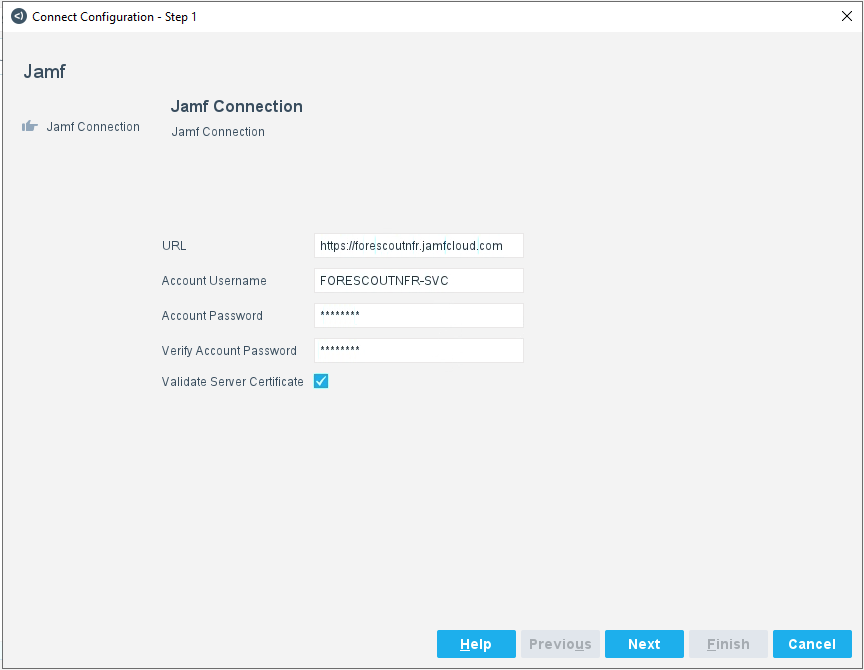 Connect Configuration - Step 1
Jamf
Jamf Connection
Jamf Connection
Jamf Connection
URL https://forescoutnfr.jamfcloud.com
Account Username FORESCOUTNFR-SVC
Account Password ********
Verify Account Password ********
Validate Server Certificate
Help Previous Next Finish Cancel